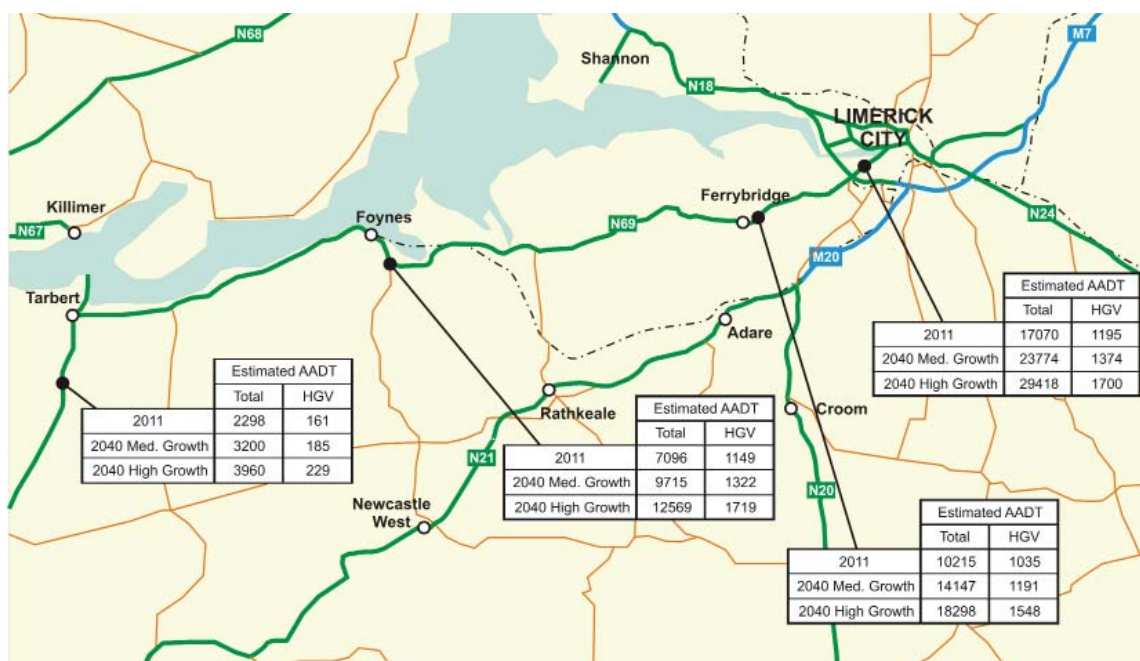 N68
M7
Shannon
N18
LIMERICK
CITY
Killimer
Foynes
Ferrybridge
N67
N69
N24
M20
Tarbert
Adare
Estimated AADT
Total HGV
2011 17070 1195
2040 Med. Growth 23774 1374
2040 High Growth 29418 1700
Estimated AADT
Total HGV
2011 2298 161
2040 Med. Growth 3200 185
2040 High Growth 3960 229
Rathkeale
Croom
Estimated AADT
Total HGV
2011 7096 1149
2040 Med. Growth 9715 1322
2040 High Growth 12569 1719
N21
N20
Newcastle
West
Estimated AADT
Total HGV
2011 10215 1035
2040 Med. Growth 14147 1191
2040 High Growth 18298 1548